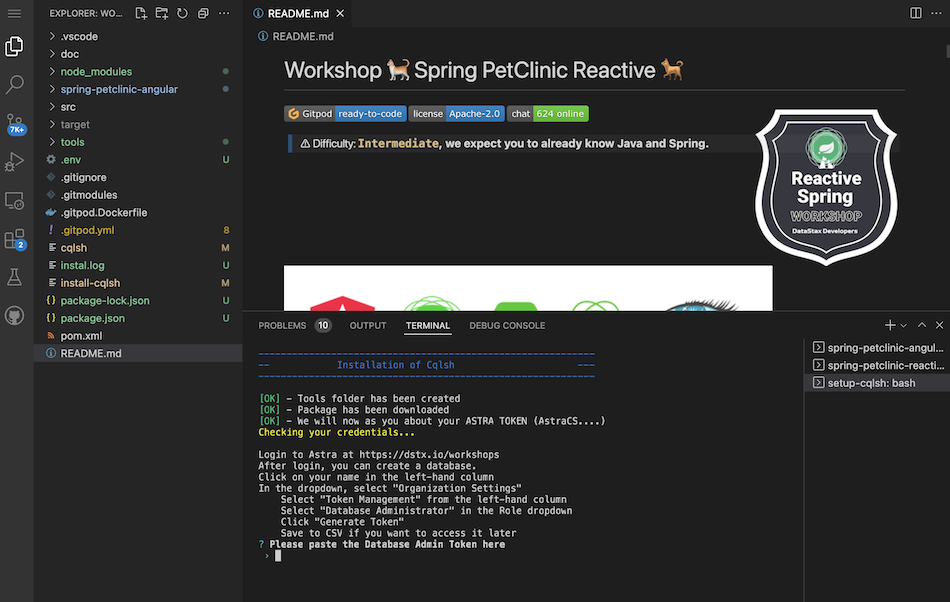 EXPLORER: WO...
.vscode
doc
node_modules
spring-petclinic-angular
src
target
tools
.env U
.gitignore
.gitmodules
.gitpod.Dockerfile
! .gitpod.yml 8
cqlsh M
instal.log U
install-cqlsh M
{} package-lock.json U
{} package.json U
pom.xml
README.md
7K+
2
README.md
README.md
Workshop 🐈 Spring PetClinic Reactive 🐕
Gitpod ready-to-code license Apache-2.0 chat 624 online
⚠ Difficulty: Intermediate, we expect you to already know Java and Spring.
Reactive
Spring
WORKSHOP
DataStax Developers
PROBLEMS 10 OUTPUT TERMINAL DEBUG CONSOLE
-- Installation of Cqlsh ---
[OK] - Tools folder has been created
[OK] - Package has been downloaded
[OK] - We will now as you about your ASTRA TOKEN (AstraCS....)
Checking your credentials...
Login to Astra at https://dstx.io/workshops
After login, you can create a database.
Click on your name in the left-hand column
In the dropdown, select "Organization Settings"
Select "Token Management" from the left-hand column
Select "Database Administrator" in the Role dropdown
Click "Generate Token"
Save to CSV if you want to access it later
? Please paste the Database Admin Token here
›
spring-petclinic-angul...
spring-petclinic-reacti...
setup-cqlsh: bash